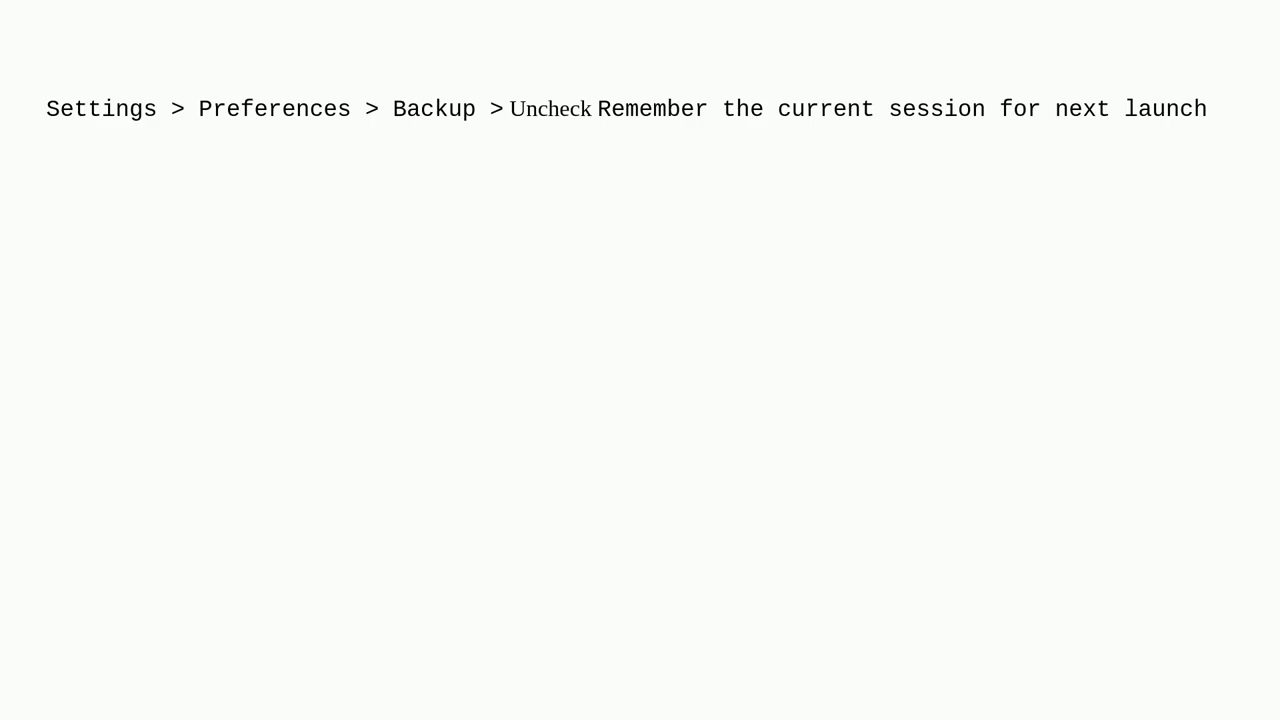 Settings > Preferences > Backup > Uncheck Remember the current session for next launch